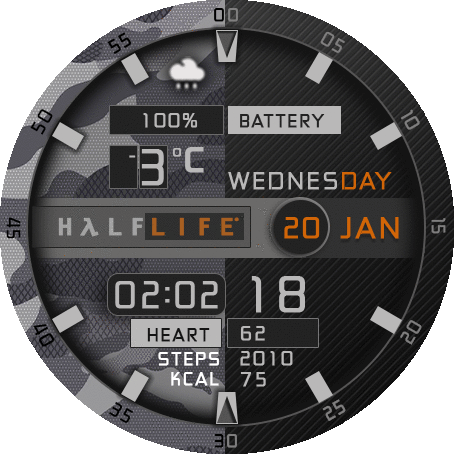 00
05
10
15
20
25
30
35
40
45
50
55
100% BATTERY
-3°C
WEDNESDAY
HλLFLIFE
20 JAN
02:02 18
HEART 62
STEPS 2010
KCAL 75